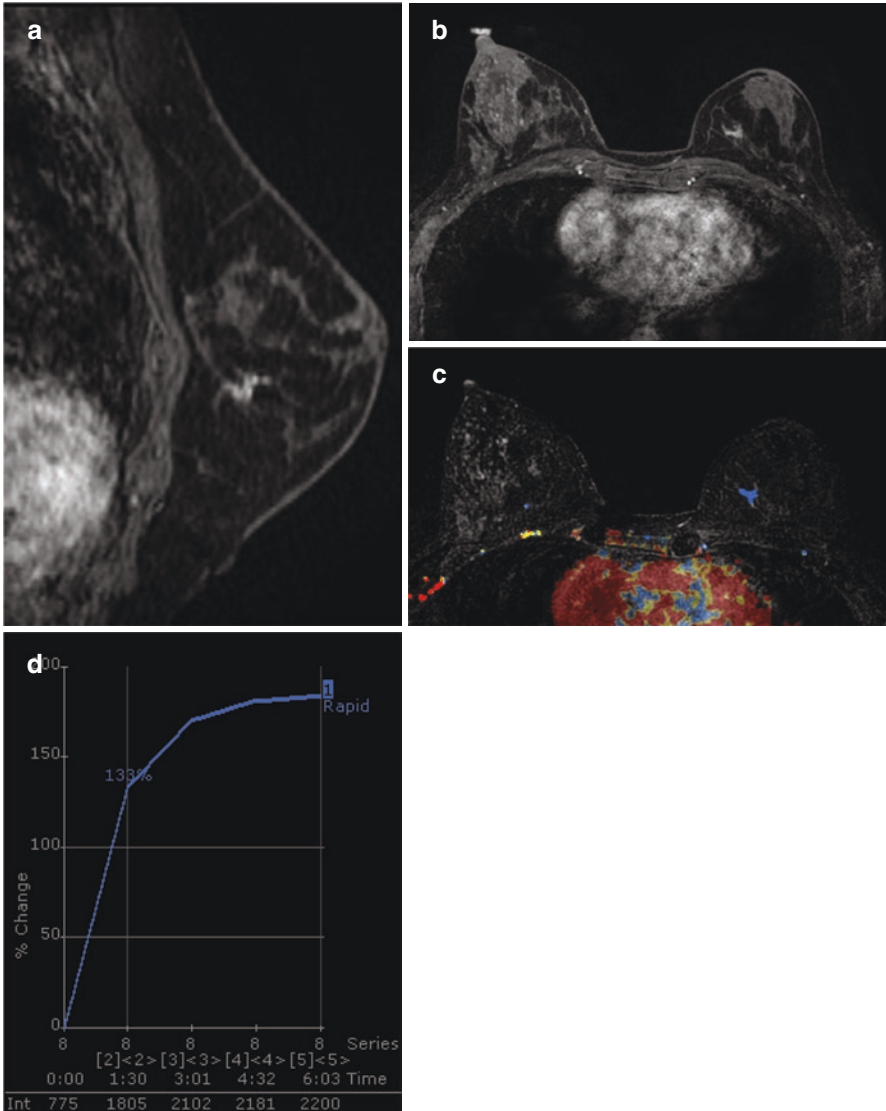 a
b
c
d
00
150
100
50
0
% Change
133%
1
Rapid
8 8 8 8 8 Series
[2]<2> [3]<3> [4]<4> [5]<5>
0:00 1:30 3:01 4:32 6:03 Time
Int 775 1805 2102 2181 2200